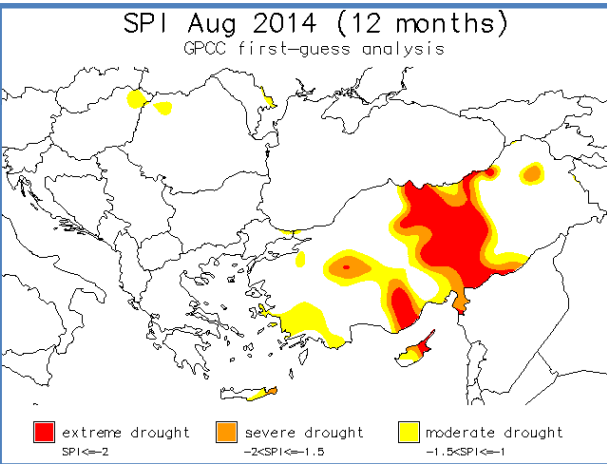 SPI Aug 2014 (12 months)
GPCC first-guess analysis
extreme drought severe drought moderate drought
SPI<=-2 -2<SPI<=-1.5 -1.5<SPI<=-1